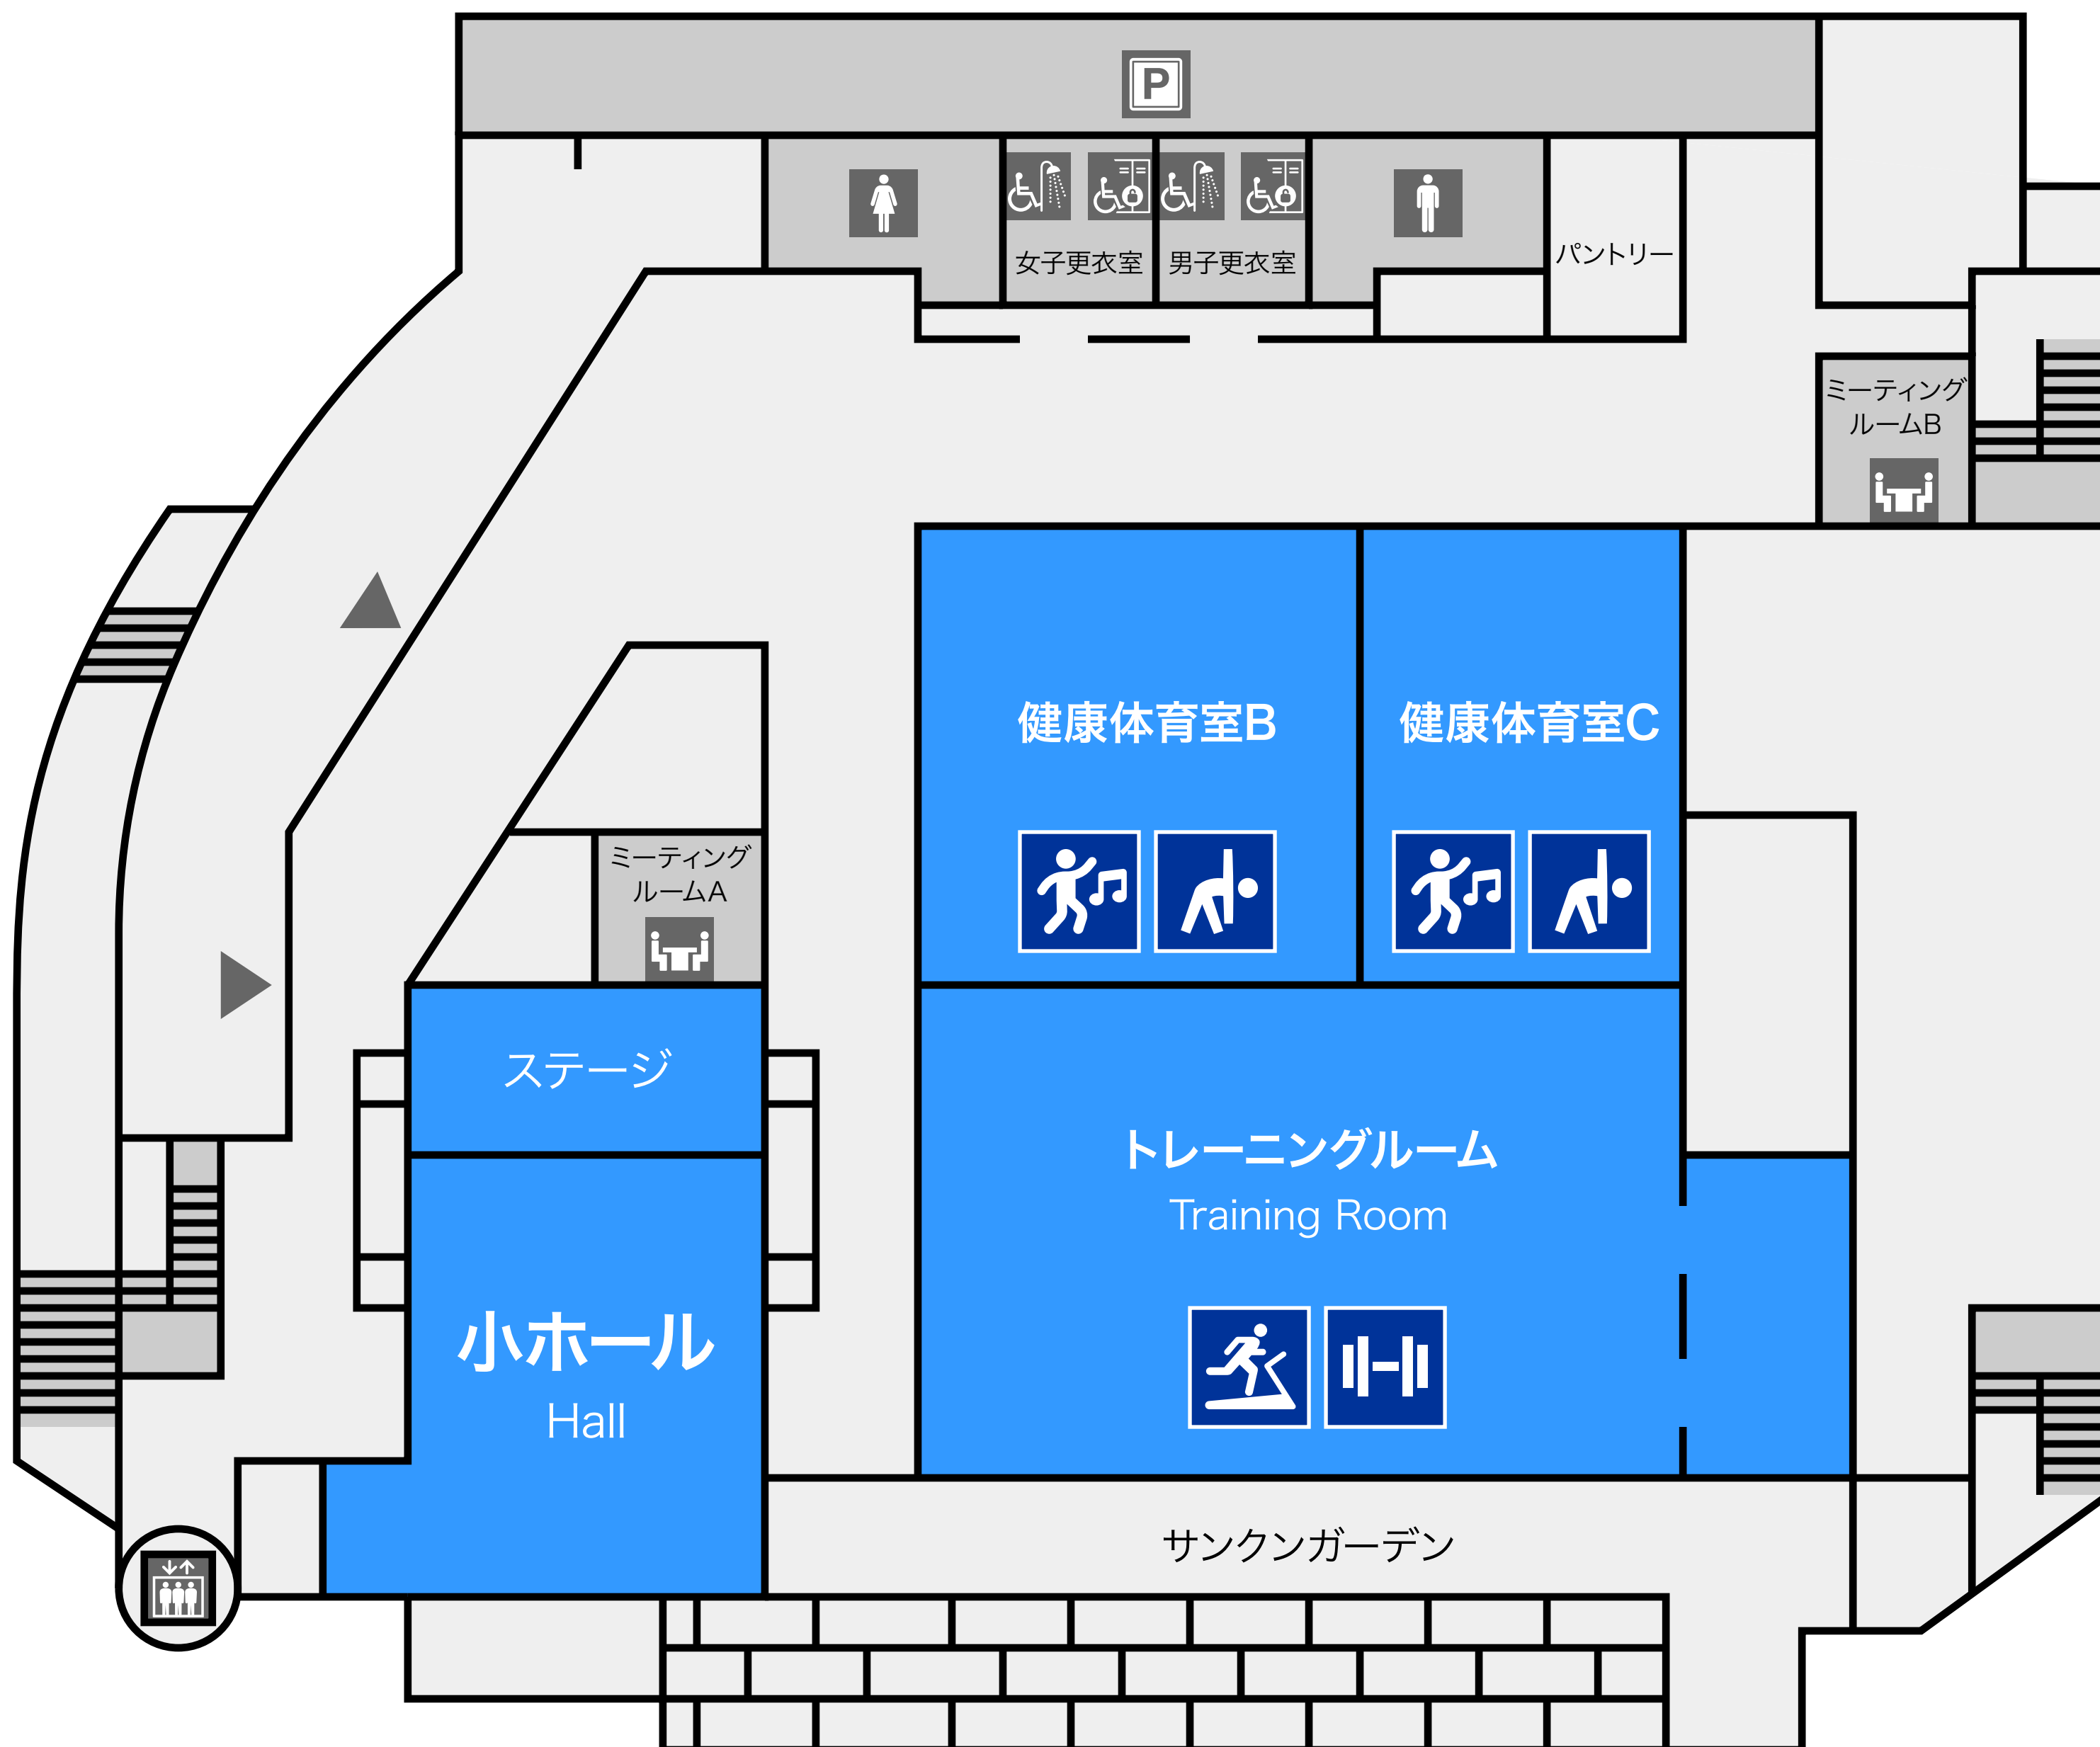 P
女子更衣室
男子更衣室
パントリー
ミーティング
ルームB
健康体育室B
健康体育室C
ミーティング
ルームA
ステージ
トレーニングルーム
Training Room
小ホール
Hall
サンクンガーデン